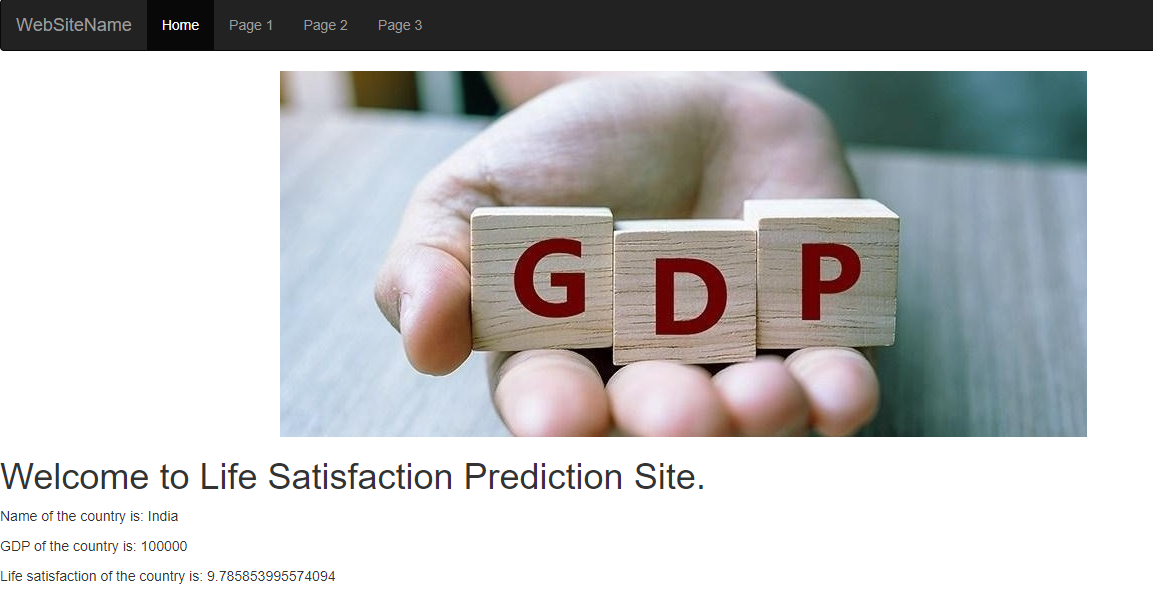 WebSiteName Home Page 1 Page 2 Page 3
G D P
Welcome to Life Satisfaction Prediction Site.
Name of the country is: India
GDP of the country is: 100000
Life satisfaction of the country is: 9.785853995574094